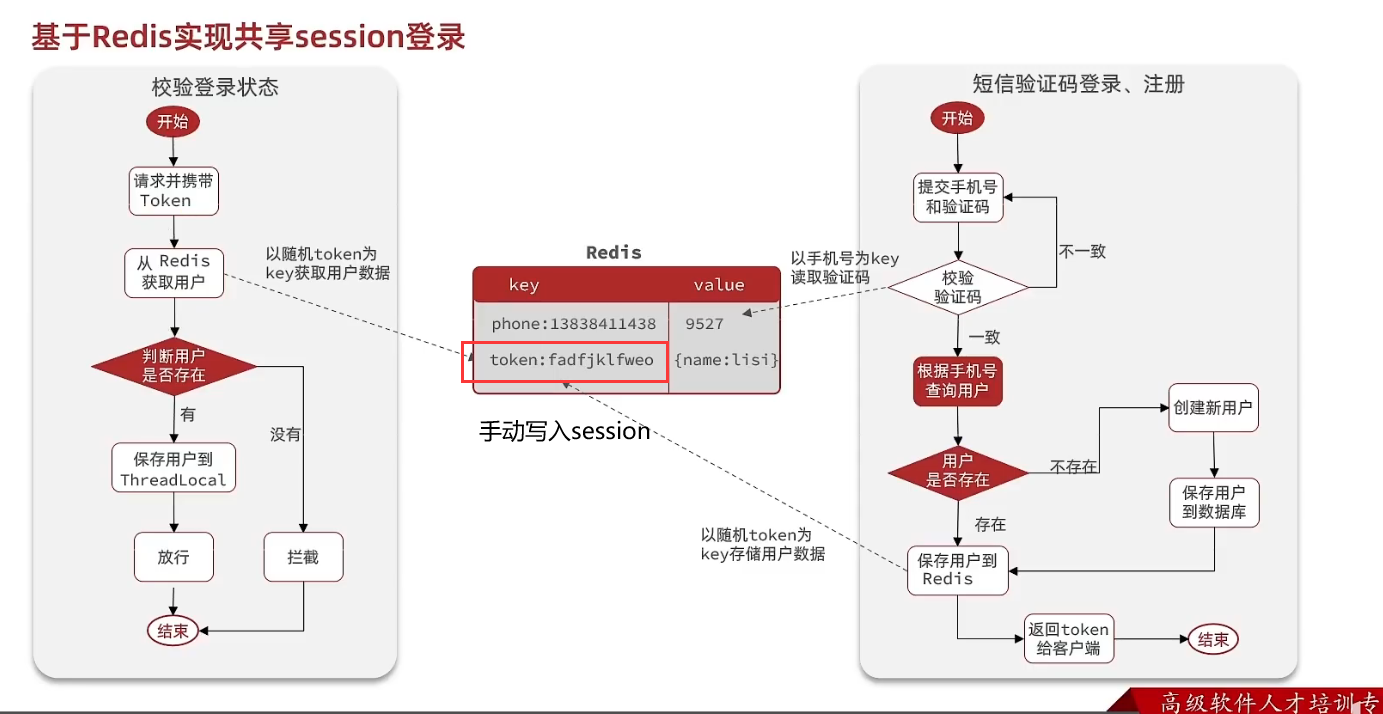 基于Redis实现共享session登录
校验登录状态
开始
请求并携带
Token
从 Redis
获取用户
以随机token为
key获取用户数据
判断用户
是否存在
有
没有
保存用户到
ThreadLocal
放行
拦截
结束
Redis
key
value
phone:13838411438
9527
token:fadfjklfweo
{name:lisi}
手动写入session
以手机号为key
读取验证码
以随机token为
key存储用户数据
短信验证码登录、注册
开始
提交手机号
和验证码
不一致
校验
验证码
一致
根据手机号
查询用户
用户
是否存在
不存在
创建新用户
保存用户
到数据库
存在
保存用户到
Redis
返回token
给客户端
结束
高级软件人才培训专